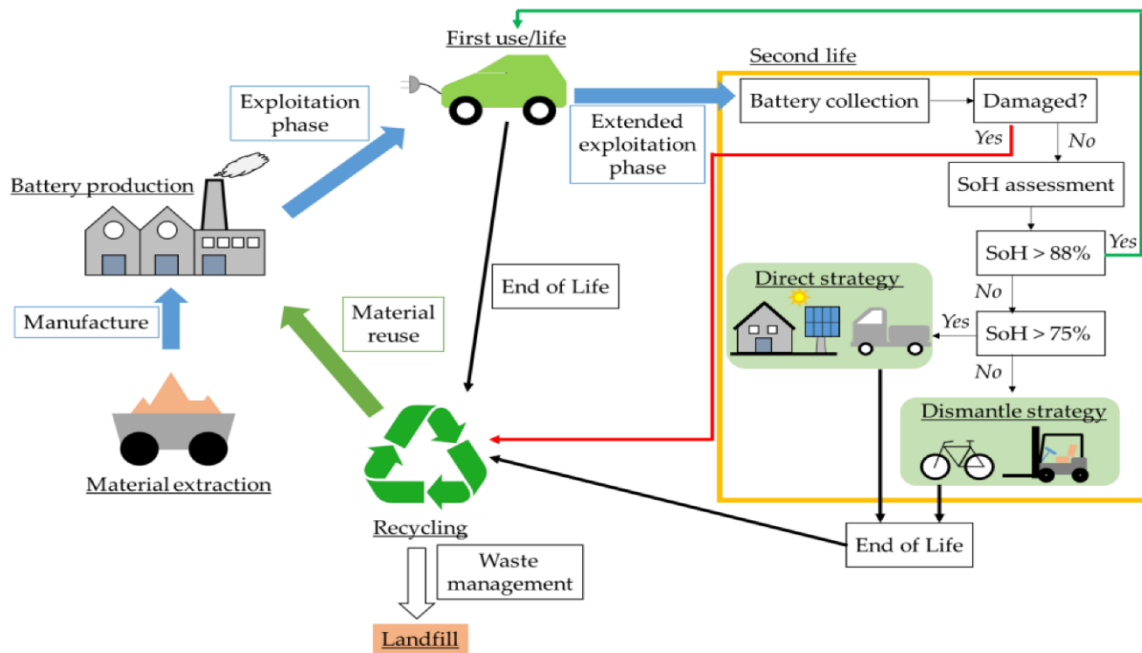 First use/life
Second life
Exploitation
phase
Battery collection
Damaged?
Extended
exploitation
phase
Yes
No
Battery production
SoH assessment
SoH > 88%
Yes
End of Life
Direct strategy
No
Manufacture
Material
reuse
Yes
SoH > 75%
No
Dismantle strategy
Material extraction
Recycling
End of Life
Waste
management
Landfill